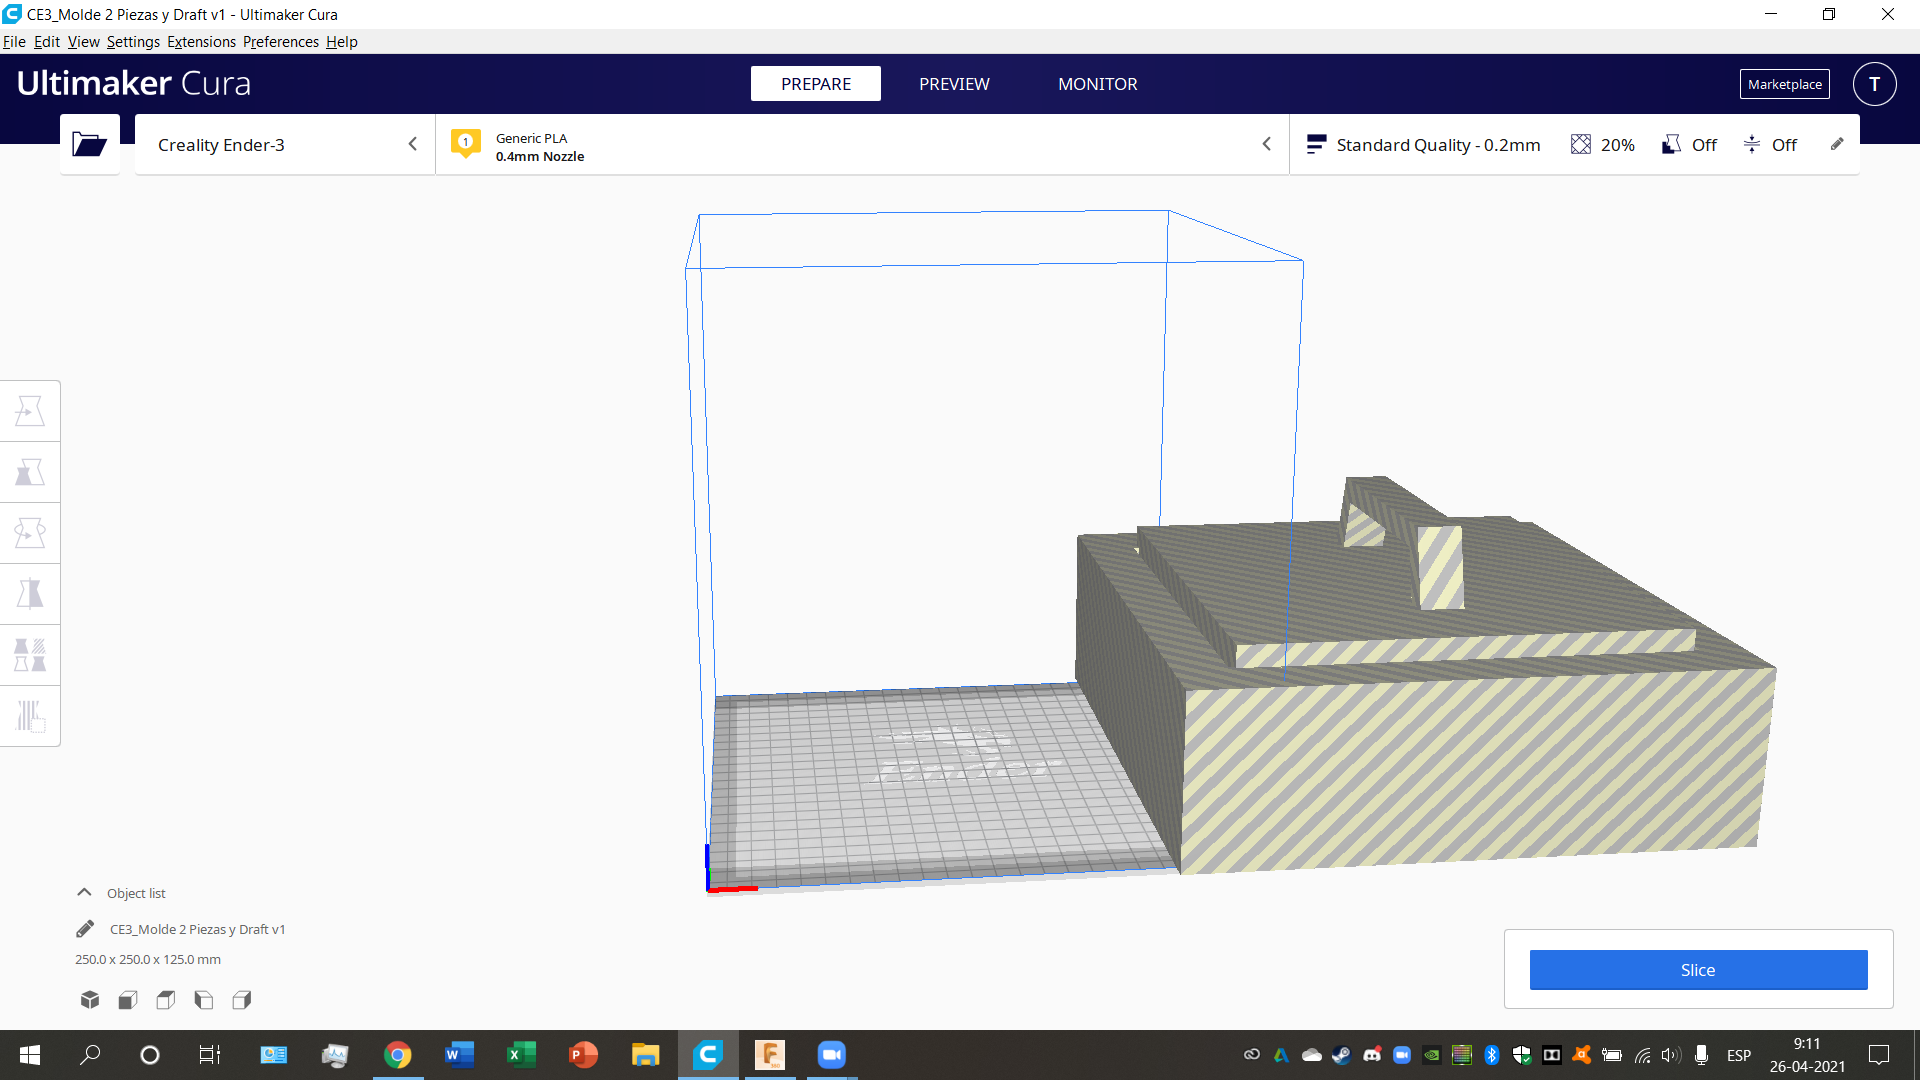 CE3_Molde 2 Piezas y Draft v1 - Ultimaker Cura
File Edit View Settings Extensions Preferences Help
Ultimaker Cura
PREPARE PREVIEW MONITOR
Marketplace
T
Creality Ender-3
1
Generic PLA
0.4mm Nozzle
Standard Quality - 0.2mm
20%
Off
Off
Ender
Object list
CE3_Molde 2 Piezas y Draft v1
250.0 x 250.0 x 125.0 mm
Slice
ESP
9:11
26-04-2021